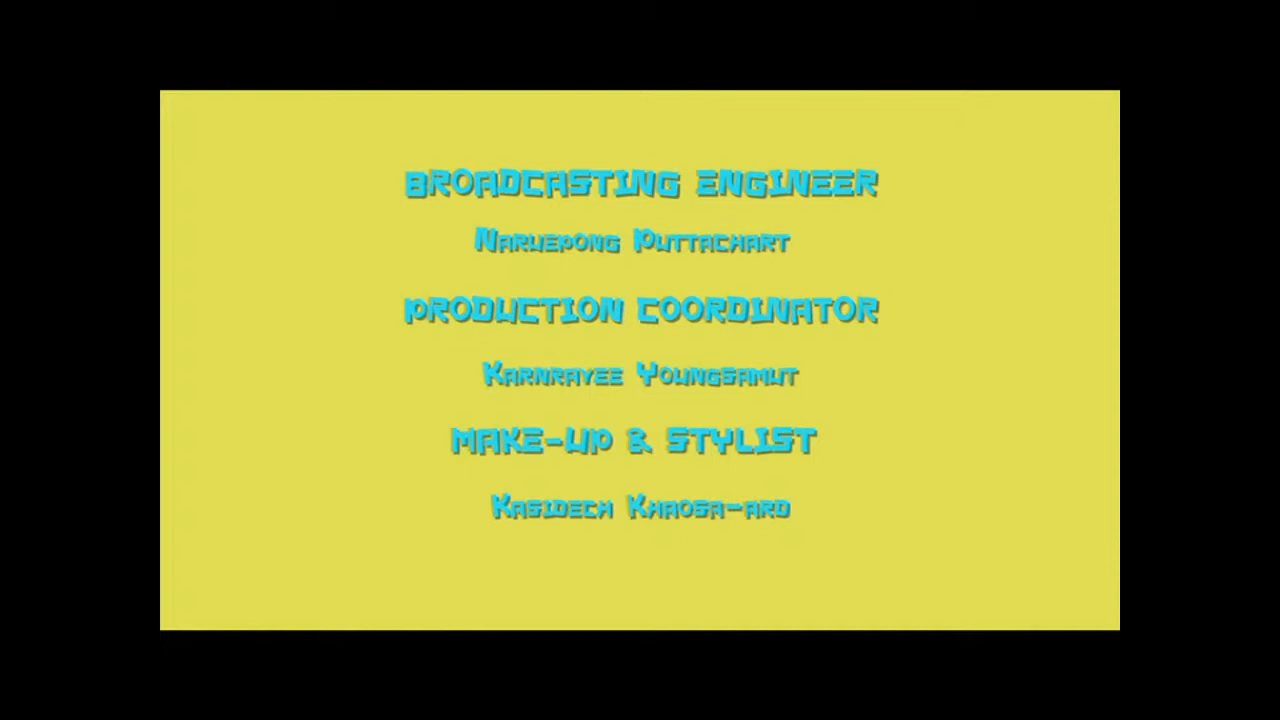 BROADCASTING ENGINEER
Naruepong Puttachart
PRODUCTION COORDINATOR
Karnrayee Youngsamut
MAKE-UP & STYLIST
Kasidech Khaosa-ard